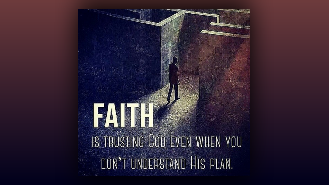 FAITH
IS TRUSTING GOD EVEN WHEN YOU
DON'T UNDERSTAND HIS PLAN.